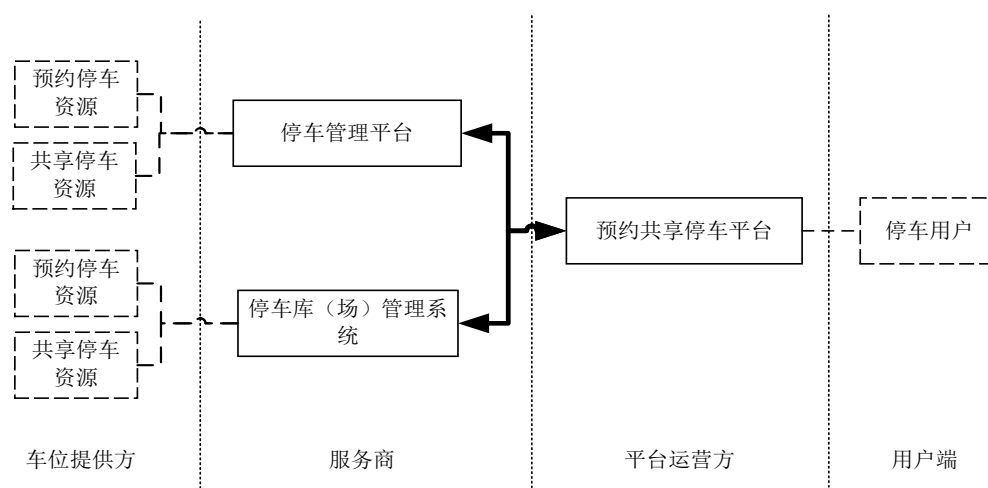 预约停车
资源
共享停车
资源
停车管理平台
预约共享停车平台
停车用户
预约停车
资源
共享停车
资源
停车库（场）管理系
统
车位提供方
服务商
平台运营方
用户端